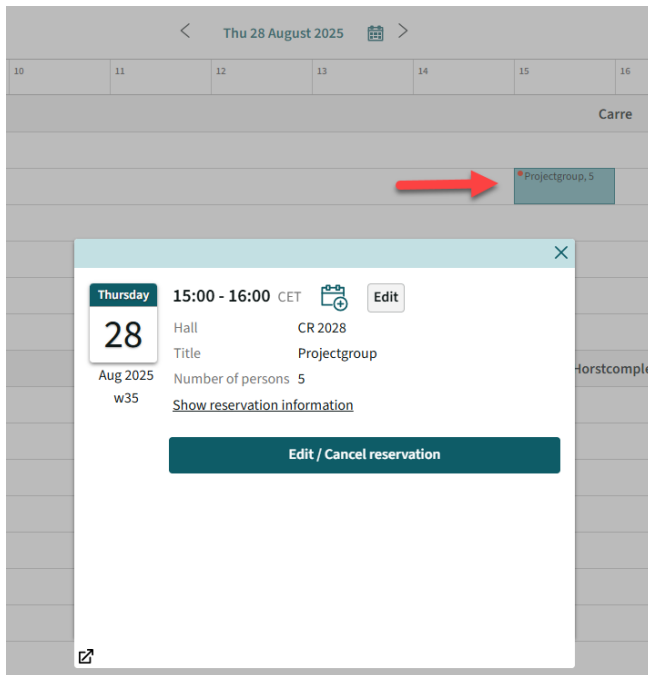 Thu 28 August 2025
10 11 12 13 14 15 16
Carre
Projectgroup, 5
Thursday
28
Aug 2025
w35
15:00 - 16:00 CET
Edit
Hall CR 2028
Title Projectgroup
Number of persons 5
Show reservation information
Edit / Cancel reservation
Horstcomple